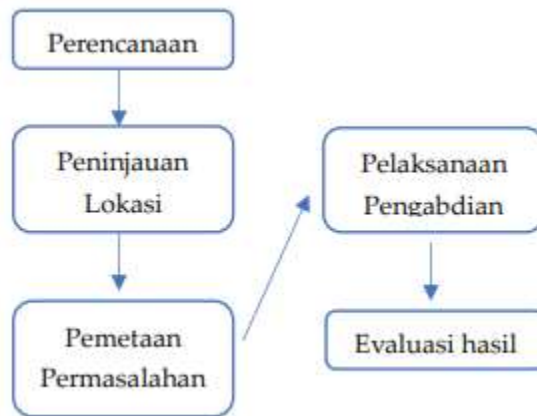 Perencanaan
Peninjauan
Lokasi
Pemetaan
Permasalahan
Pelaksanaan
Pengabdian
Evaluasi hasil